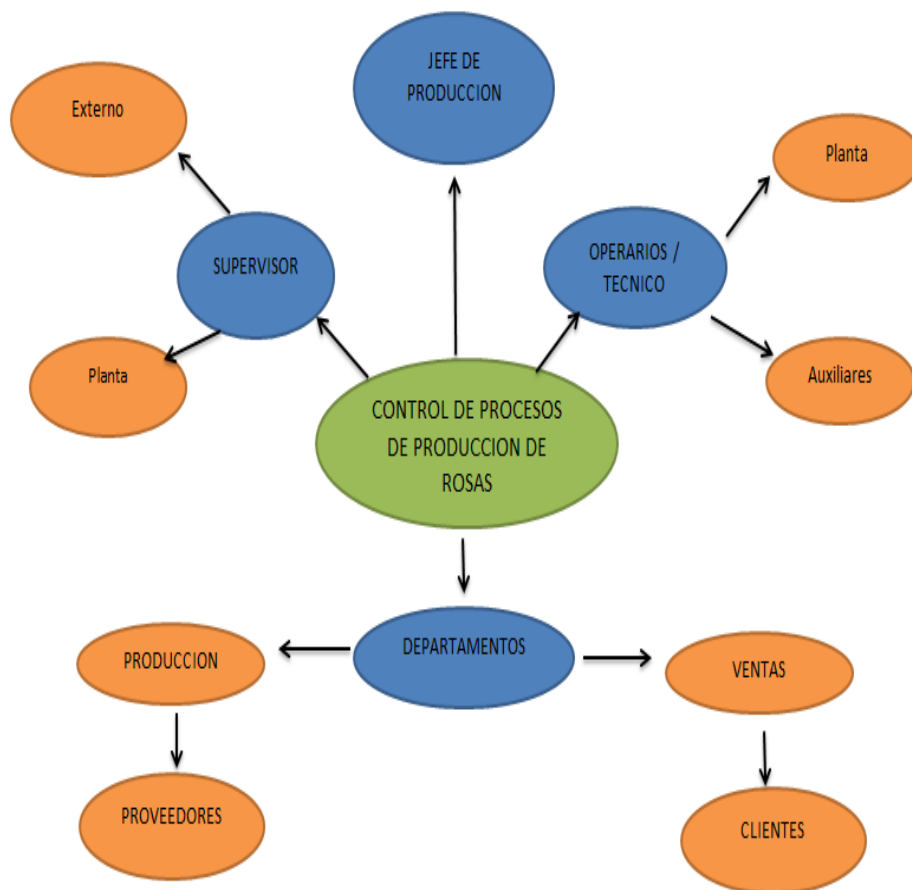 JEFE DE
PRODUCCION
Externo
Planta
SUPERVISOR
OPERARIOS /
TECNICO
Planta
Auxiliares
CONTROL DE PROCESOS
DE PRODUCCION DE
ROSAS
DEPARTAMENTOS
PRODUCCION
VENTAS
PROVEEDORES
CLIENTES